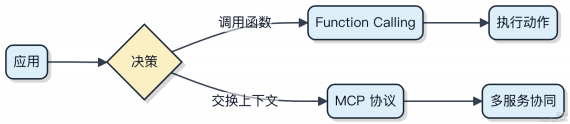 应用
决策
调用函数
Function Calling
执行动作
交换上下文
MCP 协议
多服务协同